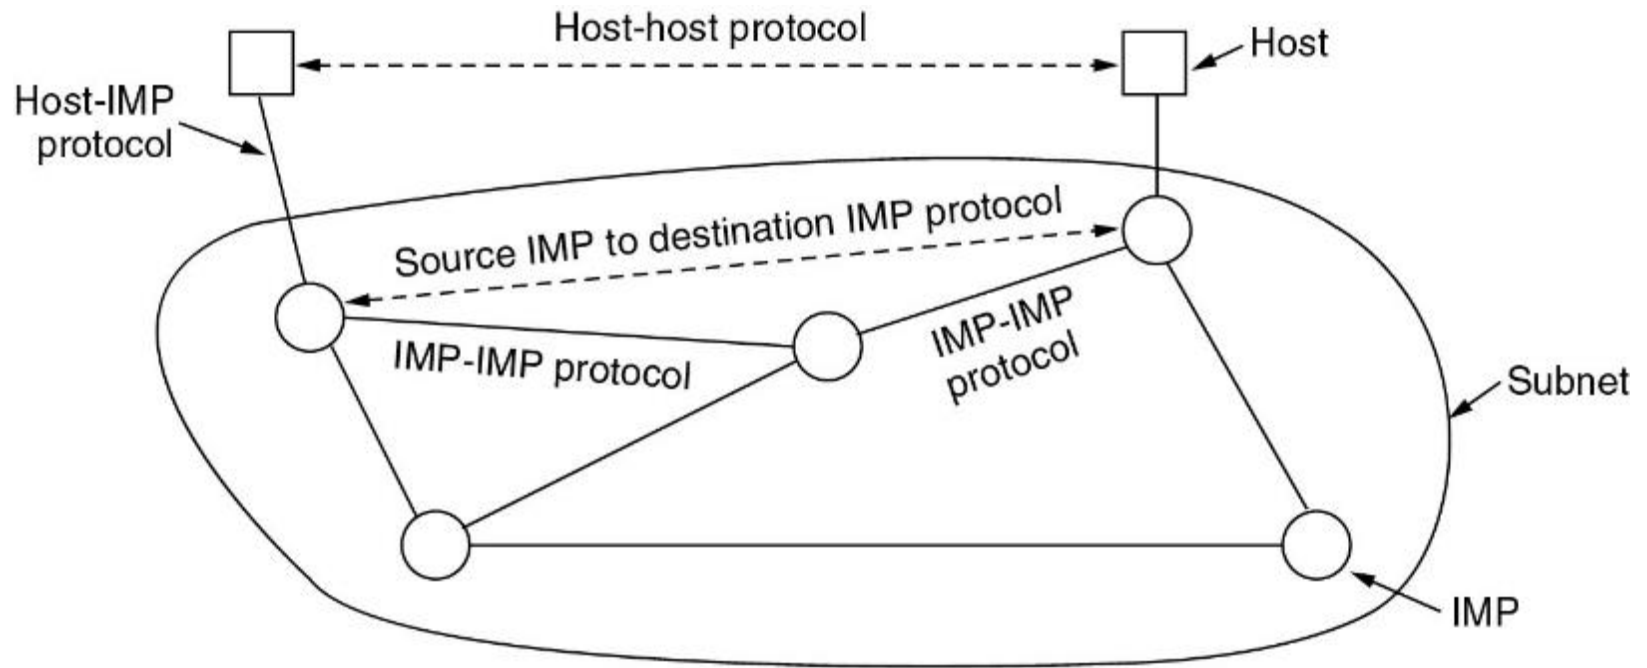 Host-host protocol
Host
Host-IMP
protocol
Source IMP to destination IMP protocol
IMP-IMP protocol
IMP-IMP
protocol
Subnet
IMP